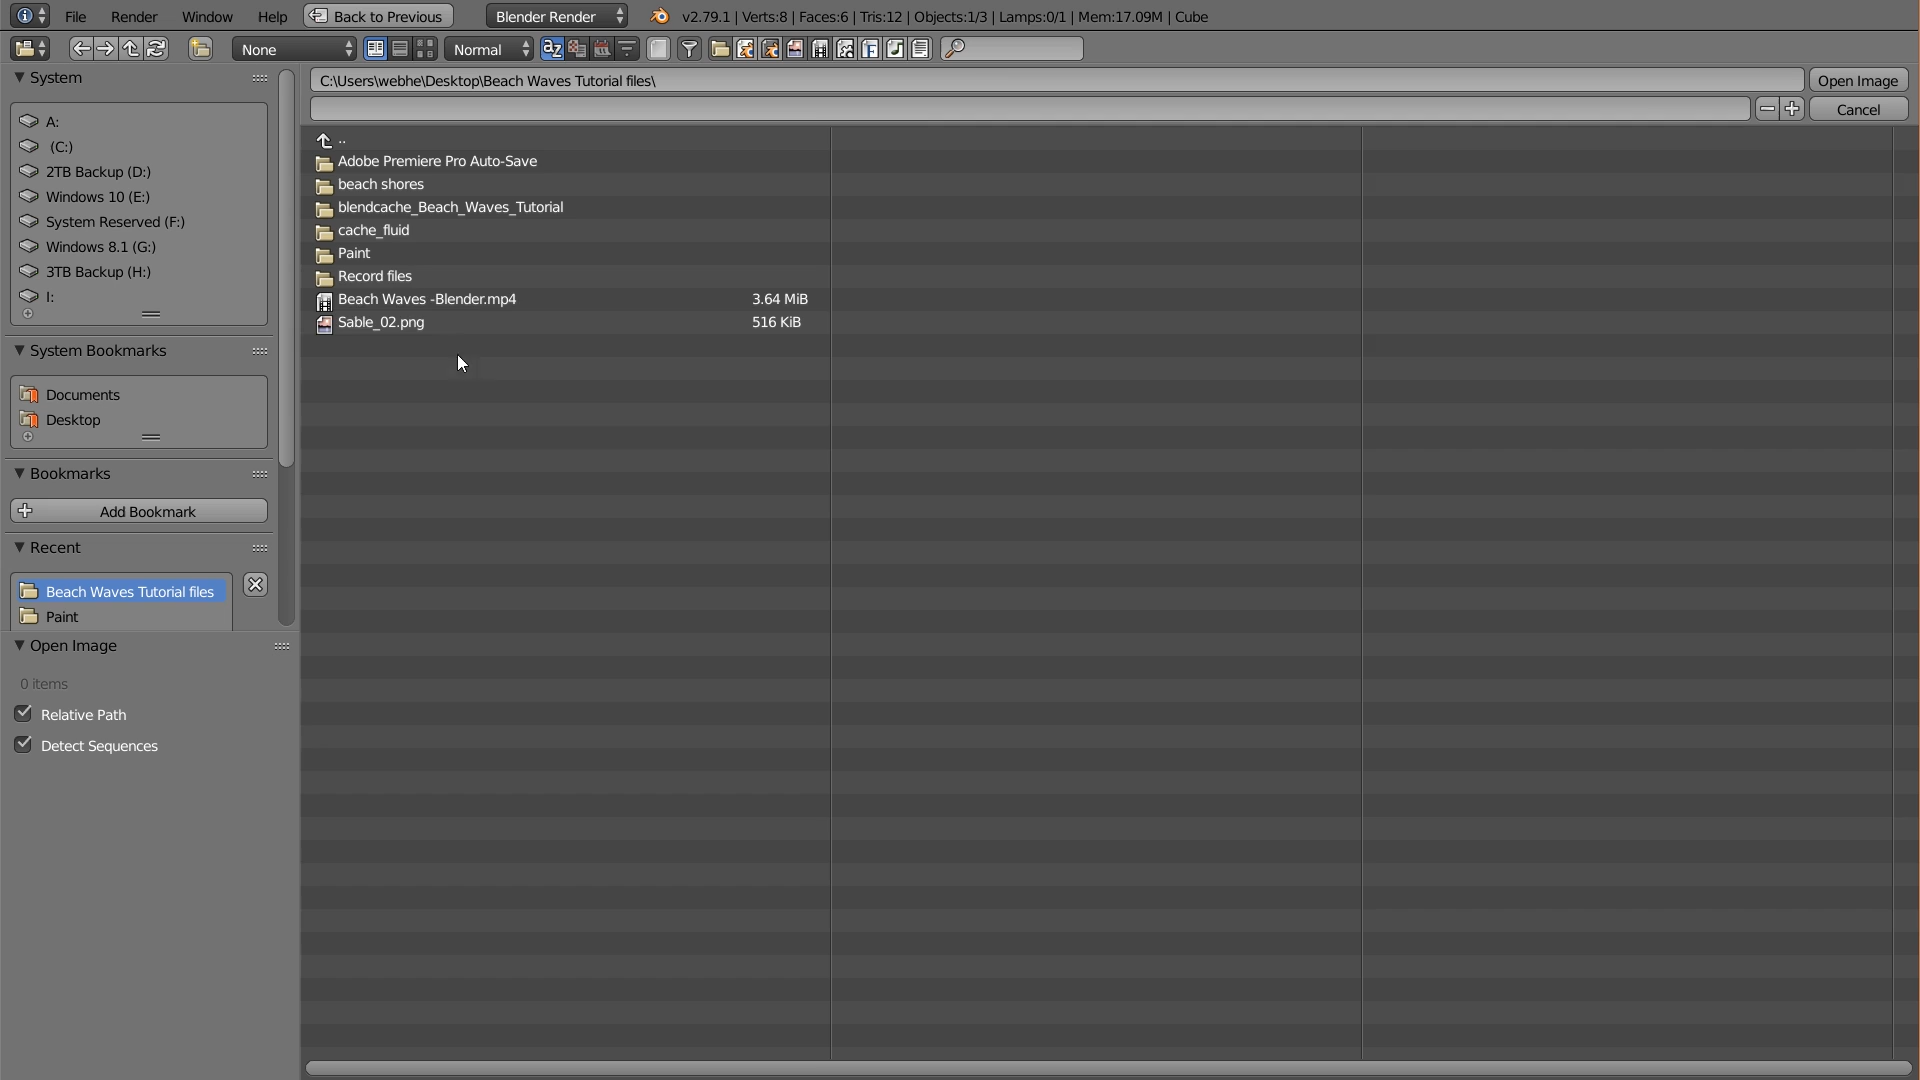 File Render Window Help Back to Previous Blender Render v2.79.1 | Verts:8 | Faces:6 | Tris:12 | Objects:1/3 | Lamps:0/1 | Mem:17.09M | Cube
None Normal
System
A:
(C:)
2TB Backup (D:)
Windows 10 (E:)
System Reserved (F:)
Windows 8.1 (G:)
3TB Backup (H:)
I:
System Bookmarks
Documents
Desktop
Bookmarks
Add Bookmark
Recent
Beach Waves Tutorial files
Paint
Open Image
0 items
Relative Path
Detect Sequences
C:\Users\webhe\Desktop\Beach Waves Tutorial files\ Open Image
Cancel
..
Adobe Premiere Pro Auto-Save
beach shores
blendcache_Beach_Waves_Tutorial
cache_fluid
Paint
Record files
Beach Waves -Blender.mp4 3.64 MiB
Sable_02.png 516 KiB